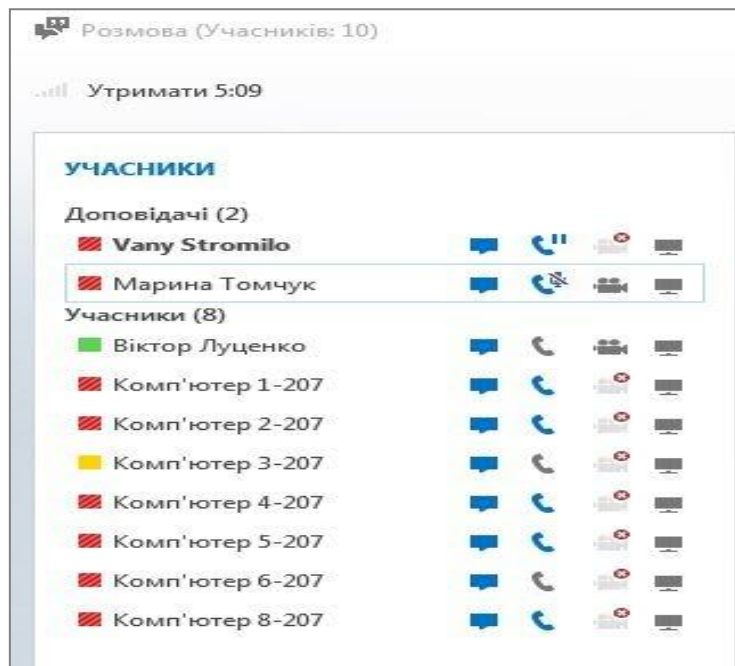 Розмова (Учасників: 10)
Утримати 5:09
УЧАСНИКИ
Доповідачі (2)
Vany Stromilo
Марина Томчук
Учасники (8)
Віктор Луценко
Комп'ютер 1-207
Комп'ютер 2-207
Комп'ютер 3-207
Комп'ютер 4-207
Комп'ютер 5-207
Комп'ютер 6-207
Комп'ютер 8-207